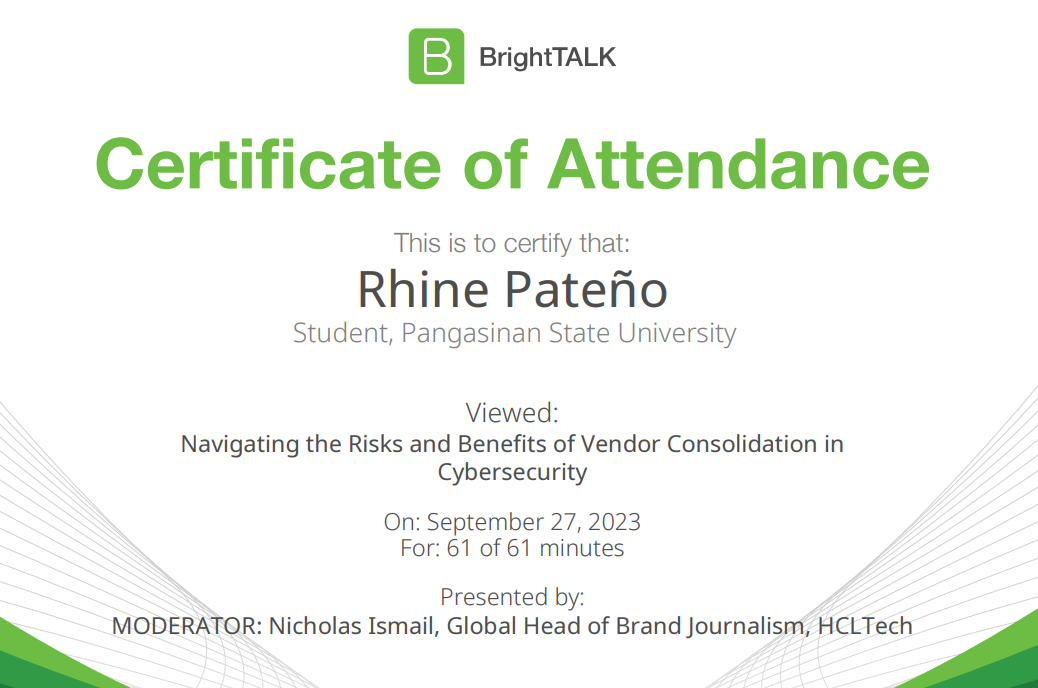 B BrightTALK
Certificate of Attendance
This is to certify that:
Rhine Pateño
Student, Pangasinan State University
Viewed:
Navigating the Risks and Benefits of Vendor Consolidation in
Cybersecurity
On: September 27, 2023
For: 61 of 61 minutes
Presented by:
MODERATOR: Nicholas Ismail, Global Head of Brand Journalism, HCLTech